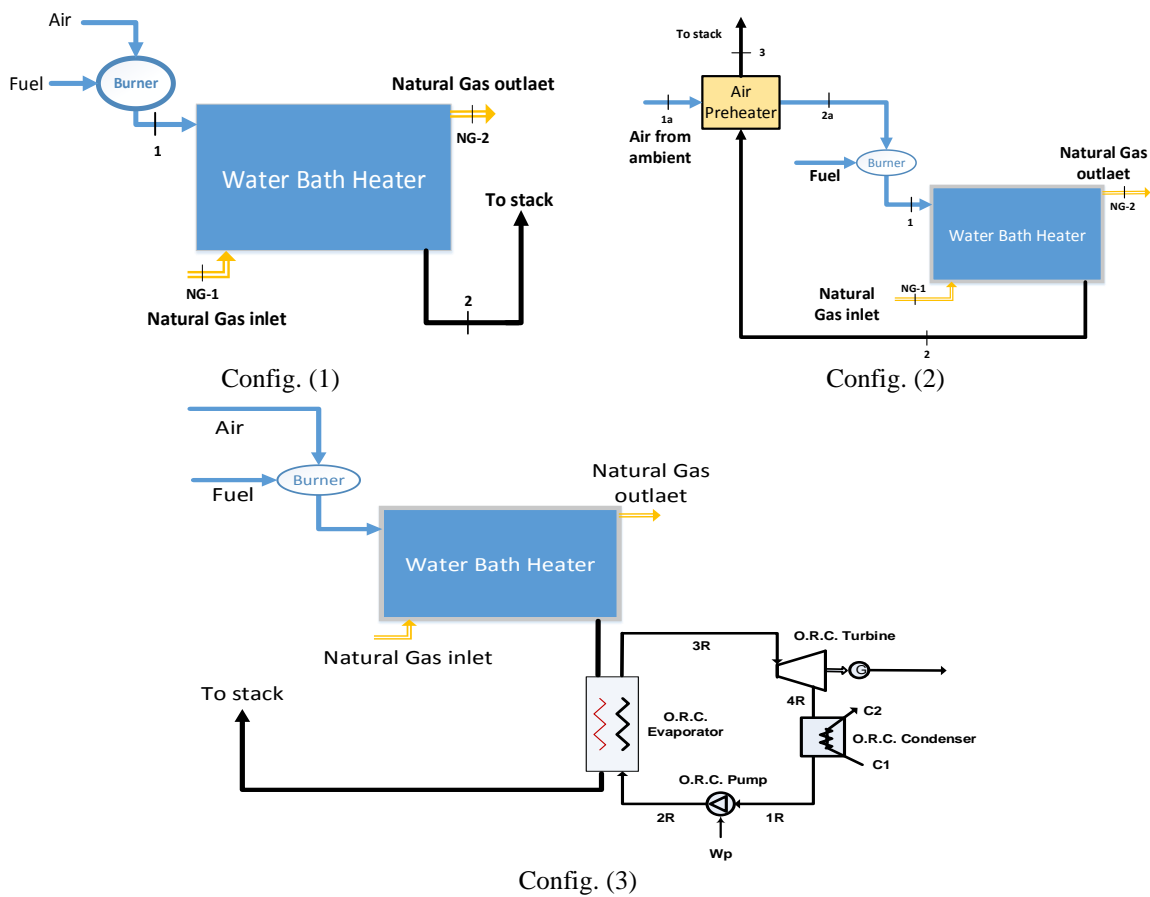 Air
Fuel
Burner
1
Natural Gas outlaet
NG-2
Water Bath Heater
To stack
NG-1
Natural Gas inlet
2
Config. (1)
To stack
3
Air
Preheater
1a
2a
Air from
ambient
Burner
Fuel
1
Natural Gas
outlaet
NG-2
Water Bath Heater
NG-1
Natural
Gas inlet
2
Config. (2)
Air
Burner
Fuel
Natural Gas
outlaet
Water Bath Heater
Natural Gas inlet
To stack
O.R.C.
Evaporator
3R
O.R.C. Turbine
G
4R
C2
O.R.C. Condenser
C1
O.R.C. Pump
2R
1R
Wp
Config. (3)